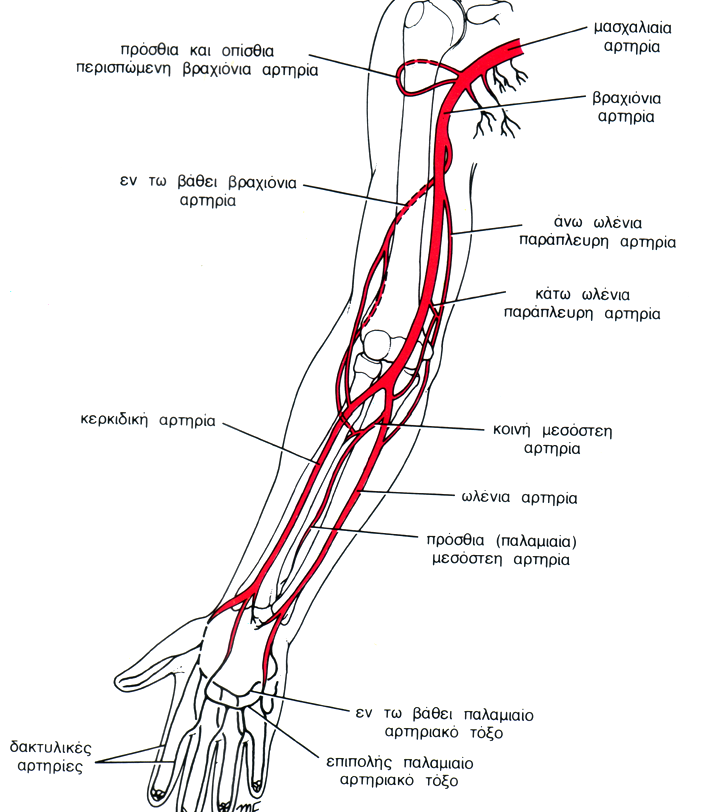 μασχαλιαία
αρτηρία
πρόσθια και οπίσθια
περισπώμενη βραχιόνια αρτηρία
βραχιόνια
αρτηρία
εν τω βάθει βραχιόνια
αρτηρία
άνω ωλένια
παράπλευρη αρτηρία
κάτω ωλένια
παράπλευρη αρτηρία
κερκιδική αρτηρία
κοινή μεσόστεη
αρτηρία
ωλένια αρτηρία
πρόσθια (παλαμιαία)
μεσόστεη αρτηρία
εν τω βάθει παλαμιαίο
αρτηριακό τόξο
δακτυλικές
αρτηρίες
επιπολής παλαμιαίο
αρτηριακό τόξο